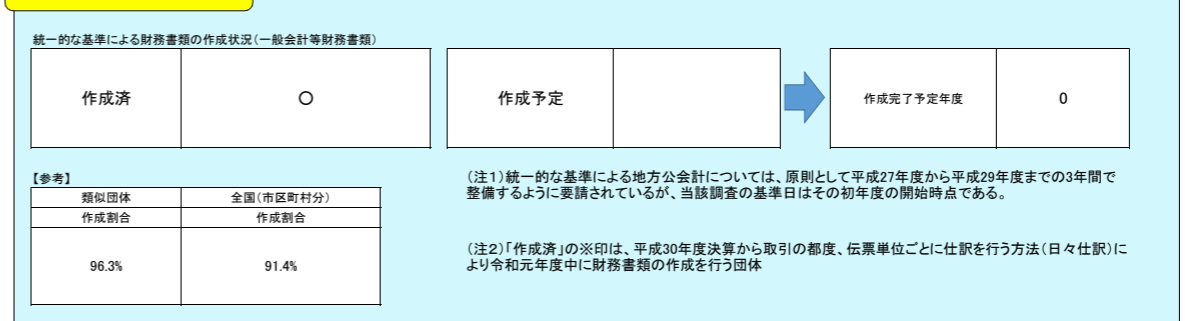 統一的な基準による財務書類の作成状況（一般会計等財務書類）
作成済
○
作成予定
作成完了予定年度
0
【参考】
類似団体
全国（市区町村分）
作成割合
作成割合
96.3%
91.4%
（注１）統一的な基準による地方公会計については、原則として平成27年度から平成29年度までの3年間で
整備するように要請されているが、当該調査の基準日はその初年度の開始時点である。
（注２）「作成済」の※印は、平成30年度決算から取引の都度、伝票単位ごとに仕訳を行う方法（日々仕訳）に
より令和元年度中に財務書類の作成を行う団体